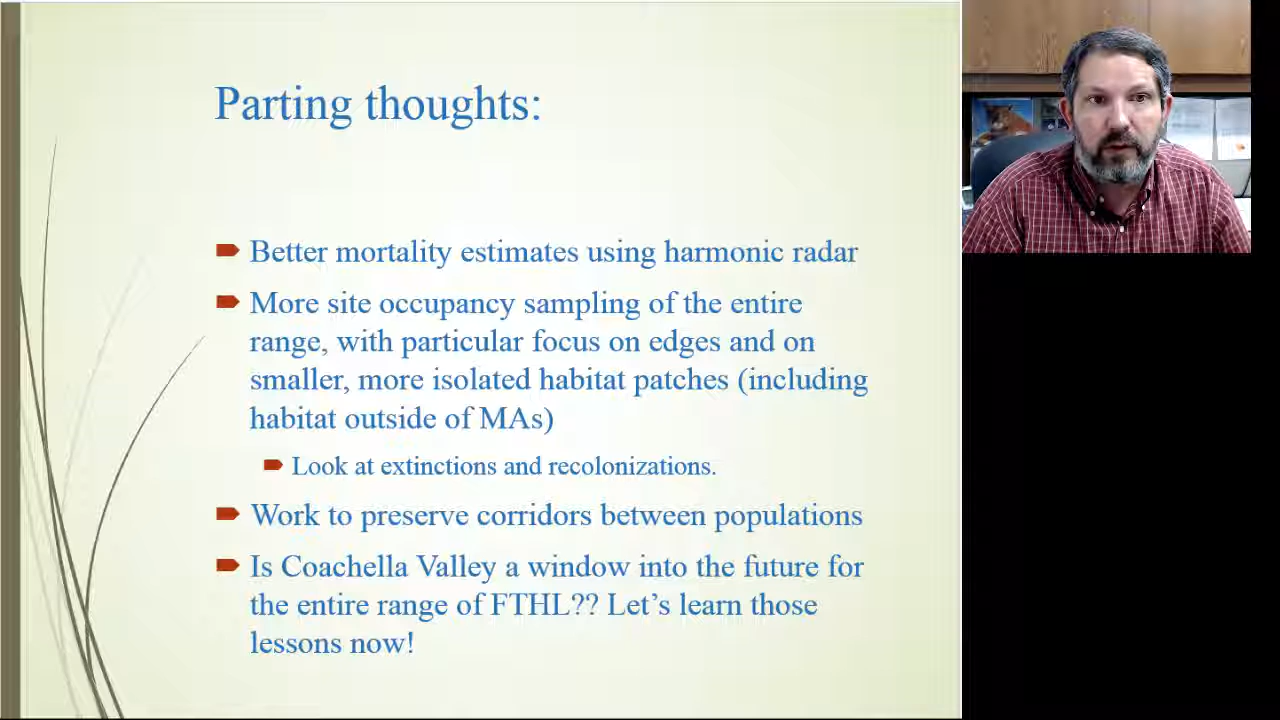 Parting thoughts:
Better mortality estimates using harmonic radar
More site occupancy sampling of the entire
range, with particular focus on edges and on
smaller, more isolated habitat patches (including
habitat outside of MAs)
Look at extinctions and recolonizations.
Work to preserve corridors between populations
Is Coachella Valley a window into the future for
the entire range of FTHL?? Let’s learn those
lessons now!